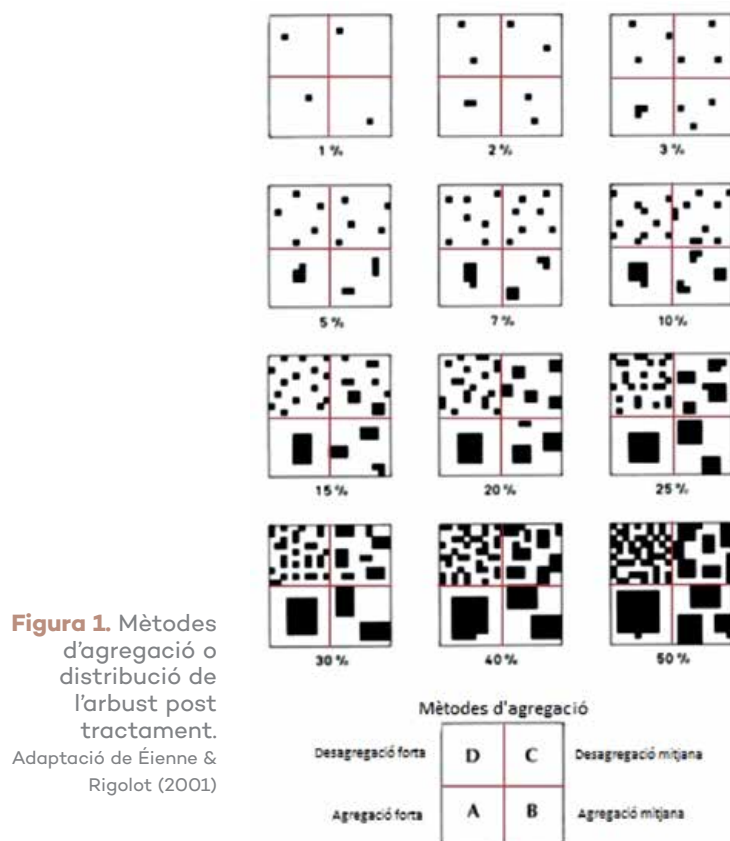 1 %
2 %
3 %
5 %
7 %
10 %
15 %
20 %
25 %
30 %
40 %
50 %
Figura 1. Mètodes
d'agregació o
distribució de
l'arbust post
tractament.
Adaptació de Éienne &
Rigolot (2001)
Mètodes d'agregació
Desagregació forta
D
C
Desagregació mitjana
Agregació forta
A
B
Agregació mitjana